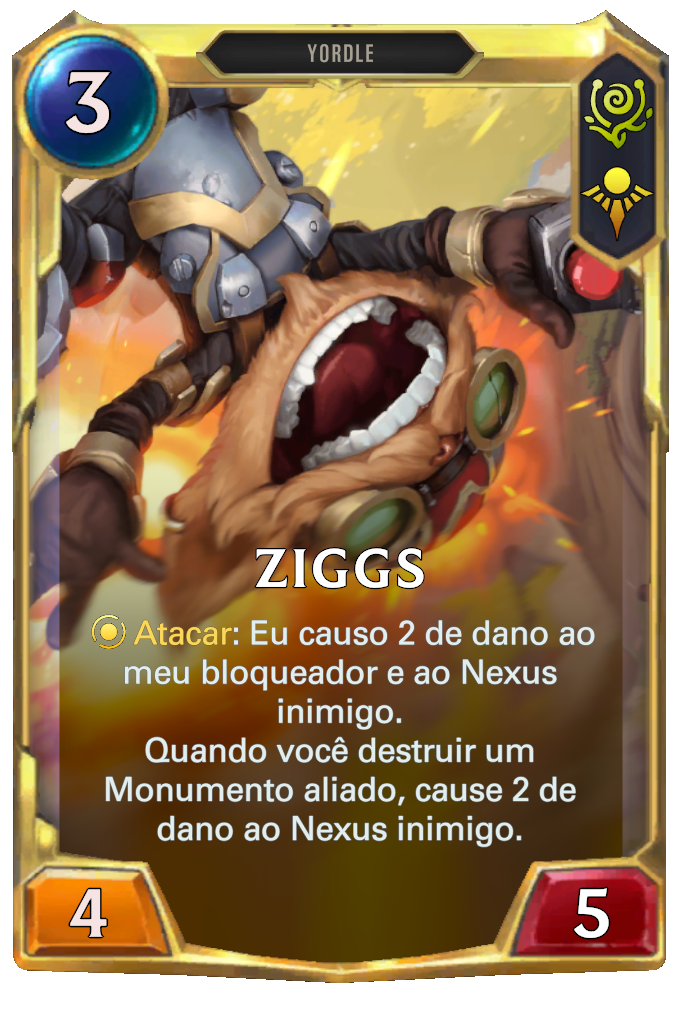 YORDLE
3
ZIGGS
Atacar: Eu causo 2 de dano ao
meu bloqueador e ao Nexus
inimigo.
Quando você destruir um
Monumento aliado, cause 2 de
dano ao Nexus inimigo.
4
5